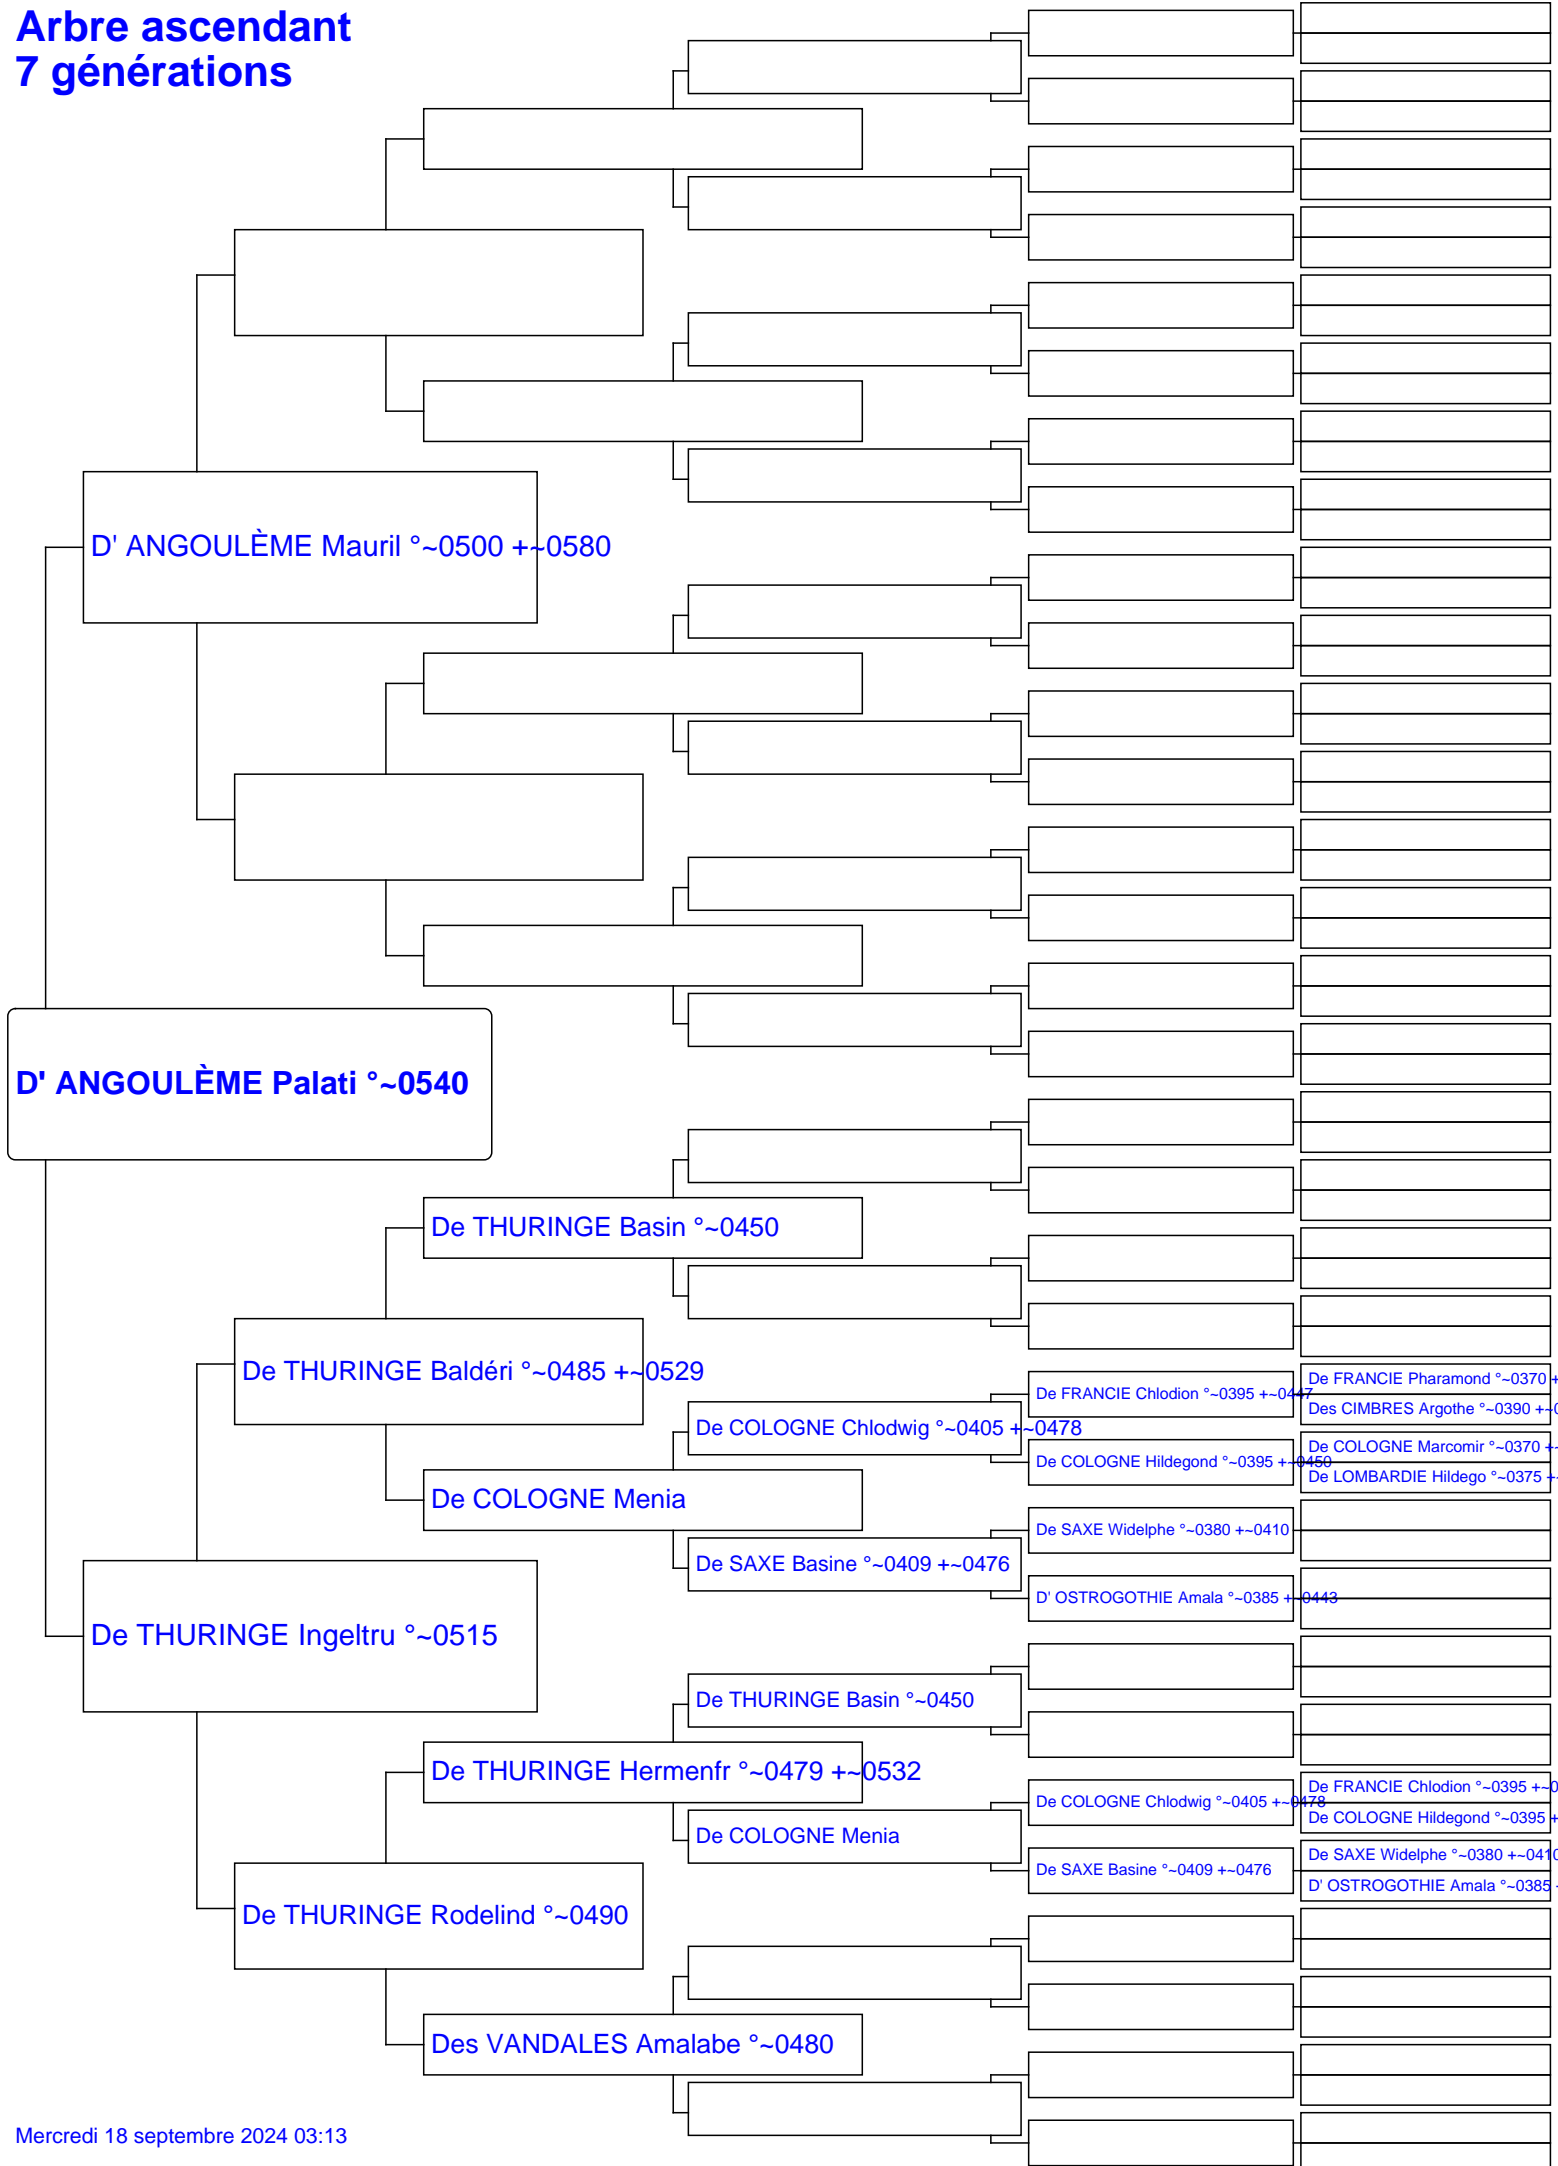 Arbre ascendant
7 générations
D' ANGOULÈME Mauril °~0500 +~0580
D' ANGOULÈME Palati °~0540
De THURINGE Basin °~0450
De THURINGE Baldéri °~0485 +~0529
De FRANCIE Pharamond °~0370 +
De FRANCIE Chlodion °~0395 +~0447
Des CIMBRES Argothe °~0390 +~0
De COLOGNE Chlodwig °~0405 +~0478
De COLOGNE Marcomir °~0370 +~
De COLOGNE Hildegond °~0395 +~0450
De LOMBARDIE Hildego °~0375 +
De COLOGNE Menia
De SAXE Widelphe °~0380 +~0410
De SAXE Basine °~0409 +~0476
D' OSTROGOTHIE Amala °~0385 +~0443
De THURINGE Ingeltru °~0515
De THURINGE Basin °~0450
De THURINGE Hermenfr °~0479 +~0532
De FRANCIE Chlodion °~0395 +~0
De COLOGNE Chlodwig °~0405 +~0478
De COLOGNE Hildegond °~0395 +
De COLOGNE Menia
De SAXE Widelphe °~0380 +~0410
De SAXE Basine °~0409 +~0476
D' OSTROGOTHIE Amala °~0385 +
De THURINGE Rodelind °~0490
Des VANDALES Amalabe °~0480
Mercredi 18 septembre 2024 03:13